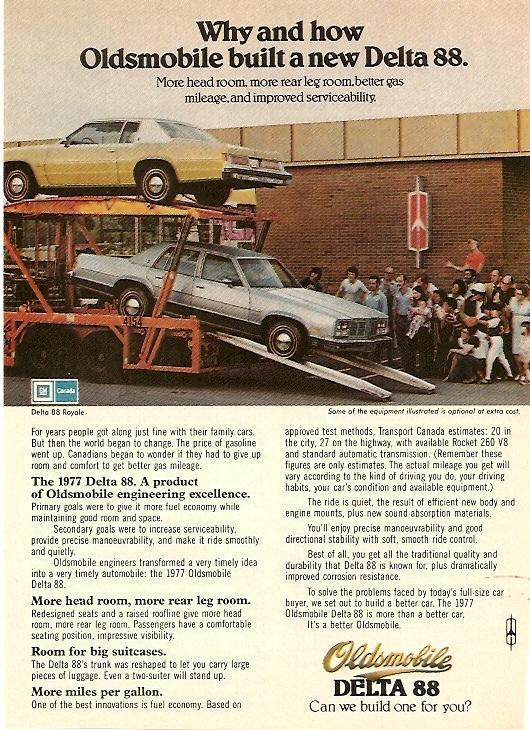 Why and how
Oldsmobile built a new Delta 88.
More head room, more rear leg room, better gas
mileage, and improved serviceability.
4154
GM
Canada
Delta 88 Royale.
Some of the equipment illustrated is optional at extra cost.
For years people got along just fine with their family cars.
But then the world began to change. The price of gasoline
went up. Canadians began to wonder if they had to give up
room and comfort to get better gas mileage.
The 1977 Delta 88. A product
of Oldsmobile engineering excellence.
Primary goals were to give it more fuel economy while
maintaining good room and space.
Secondary goals were to increase serviceability,
provide precise manoeuvrability, and make it ride smoothly
and quietly.
Oldsmobile engineers transformed a very timely idea
into a very timely automobile: the 1977 Oldsmobile
Delta 88.
More head room, more rear leg room.
Redesigned seats and a raised roofline give more head
room, more rear leg room. Passengers have a comfortable
seating position, impressive visibility.
Room for big suitcases.
The Delta 88's trunk was reshaped to let you carry large
pieces of luggage. Even a two-suiter will stand up.
More miles per gallon.
One of the best innovations is fuel economy. Based on
approved test methods, Transport Canada estimates: 20 in
the city, 27 on the highway, with available Rocket 260 V8
and standard automatic transmission. (Remember these
figures are only estimates. The actual mileage you get will
vary according to the kind of driving you do, your driving
habits, your car's condition and available equipment.)
The ride is quiet, the result of efficient new body and
engine mounts, plus new sound-absorption materials.
You'll enjoy precise manoeuvrability and good
directional stability with soft, smooth ride control.
Best of all, you get all the traditional quality and
durability that Delta 88 is known for, plus dramatically
improved corrosion resistance.
To solve the problems faced by today's full-size car
buyer, we set out to build a better car. The 1977
Oldsmobile Delta 88 is more than a better car.
It's a better Oldsmobile.
Oldsmobile
DELTA 88
Can we build one for you?